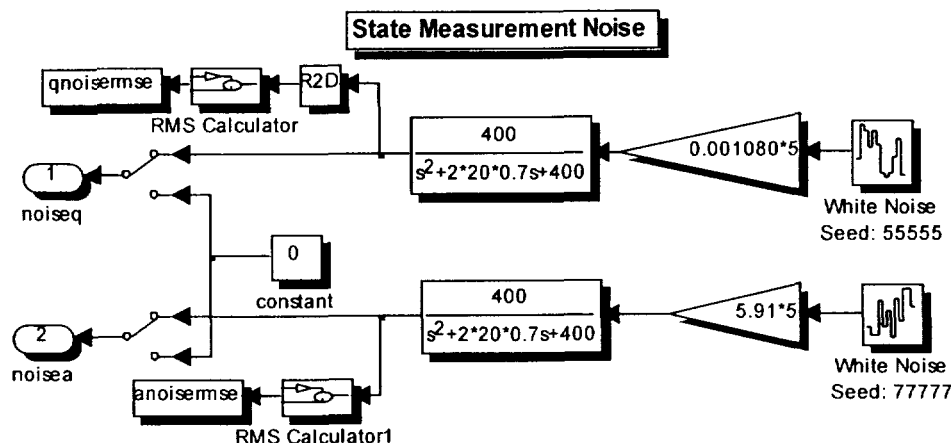 State Measurement Noise
qnoisermse
R2D
RMS Calculator
400
s²+2*20*0.7s+400
0.001080*5
White Noise
Seed: 55555
1
noiseq
0
constant
400
s²+2*20*0.7s+400
5.91*5
White Noise
Seed: 77777
2
noisea
anoisermse
RMS Calculator1